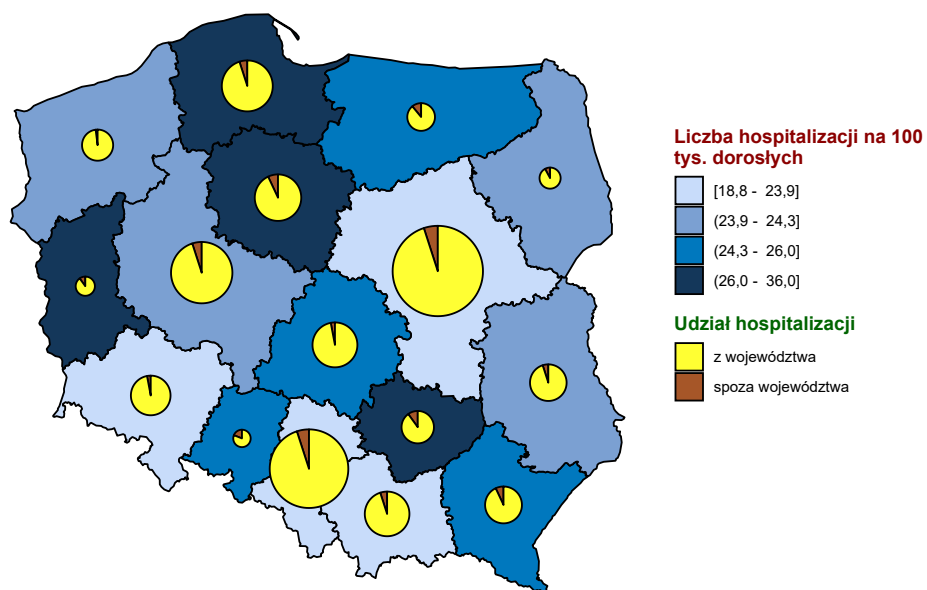 Liczba hospitalizacji na 100
tys. dorosłych
[18,8 - 23,9]
(23,9 - 24,3]
(24,3 - 26,0]
(26,0 - 36,0]
Udział hospitalizacji
z województwa
spoza województwa